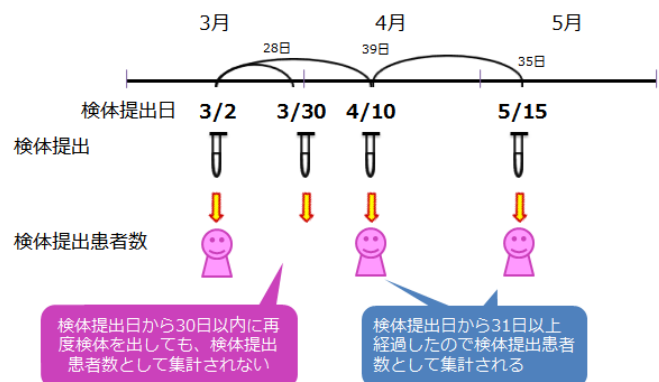 3月 4月 5月
28日 39日 35日
検体提出日 3/2 3/30 4/10 5/15
検体提出
検体提出患者数
検体提出日から30日以内に再
度検体を出しても、検体提出
患者数として集計されない
検体提出日から31日以上
経過したので検体提出患者
数として集計される